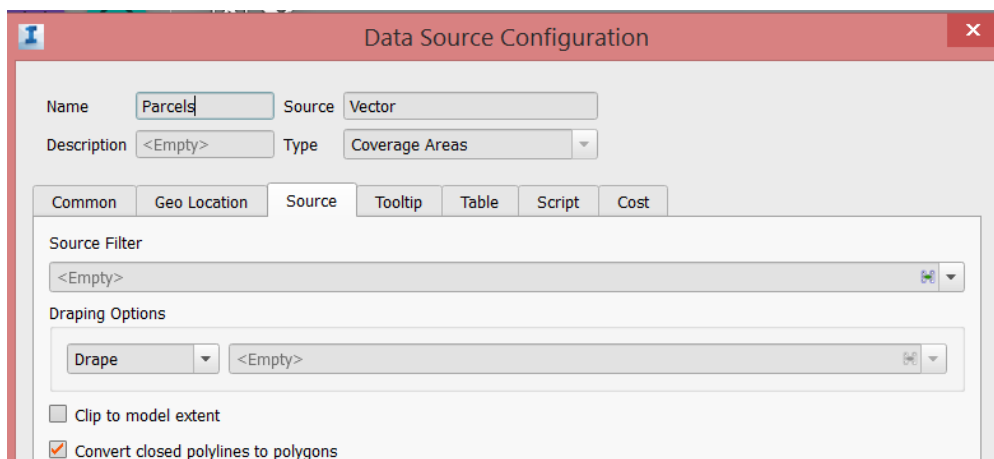 Data Source Configuration
Name Parcels Source Vector
Description <Empty> Type Coverage Areas
Common Geo Location Source Tooltip Table Script Cost
Source Filter
<Empty>
Draping Options
Drape <Empty>
Clip to model extent
Convert closed polylines to polygons